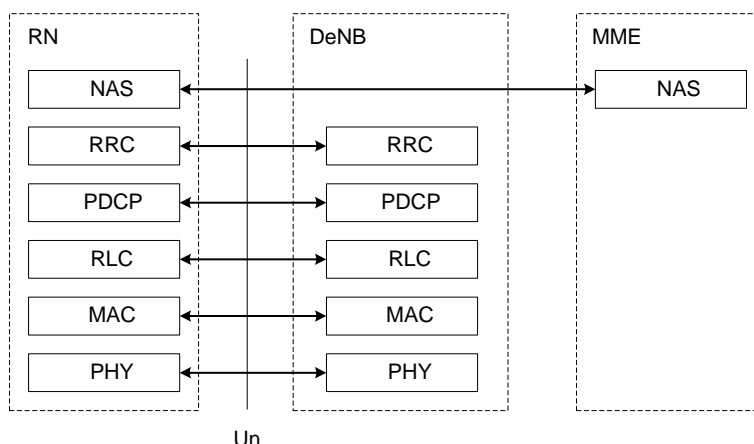 RN DeNB MME
NAS NAS
RRC RRC
PDCP PDCP
RLC RLC
MAC MAC
PHY PHY
Un